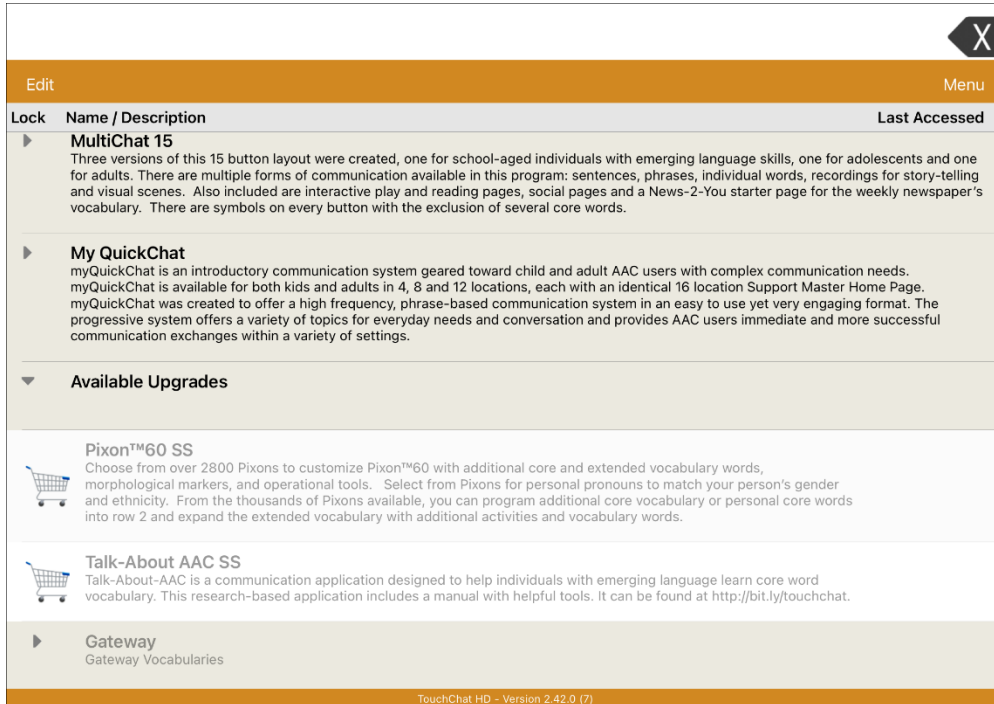 X
Edit Menu
Lock Name / Description Last Accessed
MultiChat 15
Three versions of this 15 button layout were created, one for school-aged individuals with emerging language skills, one for adolescents and one
for adults. There are multiple forms of communication available in this program: sentences, phrases, individual words, recordings for story-telling
and visual scenes. Also included are interactive play and reading pages, social pages and a News-2-You starter page for the weekly newspaper's
vocabulary. There are symbols on every button with the exclusion of several core words.
My QuickChat
myQuickChat is an introductory communication system geared toward child and adult AAC users with complex communication needs.
myQuickChat is available for both kids and adults in 4, 8 and 12 locations, each with an identical 16 location Support Master Home Page.
myQuickChat was created to offer a high frequency, phrase-based communication system in an easy to use yet very engaging format. The
progressive system offers a variety of topics for everyday needs and conversation and provides AAC users immediate and more successful
communication exchanges within a variety of settings.
Available Upgrades
Pixon™60 SS
Choose from over 2800 Pixons to customize Pixon™60 with additional core and extended vocabulary words,
morphological markers, and operational tools. Select from Pixons for personal pronouns to match your person's gender
and ethnicity. From the thousands of Pixons available, you can program additional core vocabulary or personal core words
into row 2 and expand the extended vocabulary with additional activities and vocabulary words.
Talk-About AAC SS
Talk-About-AAC is a communication application designed to help individuals with emerging language learn core word
vocabulary. This research-based application includes a manual with helpful tools. It can be found at http://bit.ly/touchchat.
Gateway
Gateway Vocabularies
TouchChat HD - Version 2.42.0 (7)